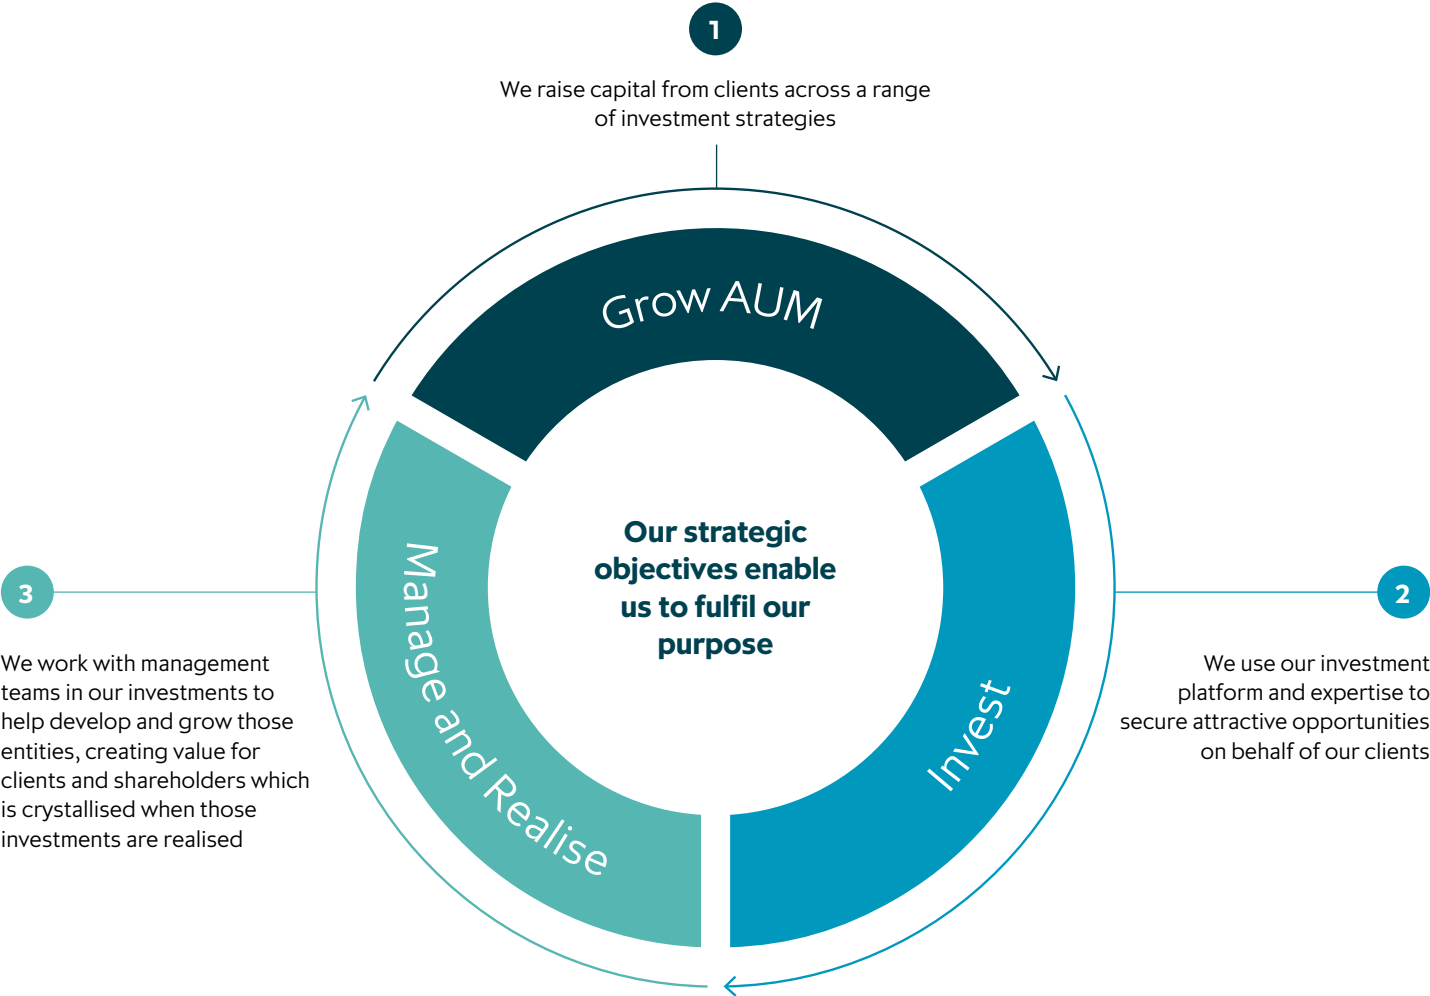 1
We raise capital from clients across a range
of investment strategies
Grow AUM
Our strategic
objectives enable
us to fulfil our
purpose
Invest
2
We use our investment
platform and expertise to
secure attractive opportunities
on behalf of our clients
Manage and Realise
3
We work with management
teams in our investments to
help develop and grow those
entities, creating value for
clients and shareholders which
is crystallised when those
investments are realised